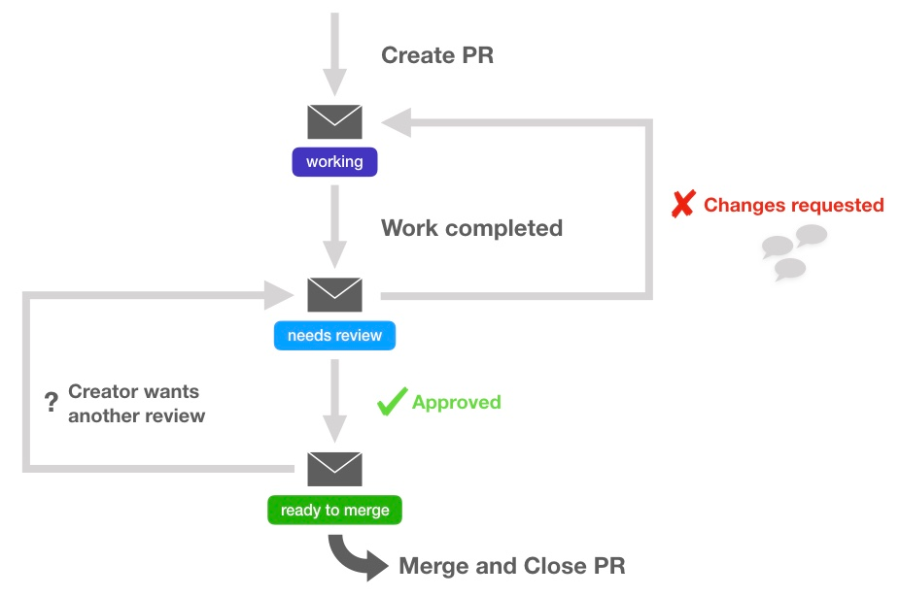 Create PR
working
✘ Changes requested
Work completed
needs review
? Creator wants
another review
✓ Approved
ready to merge
Merge and Close PR